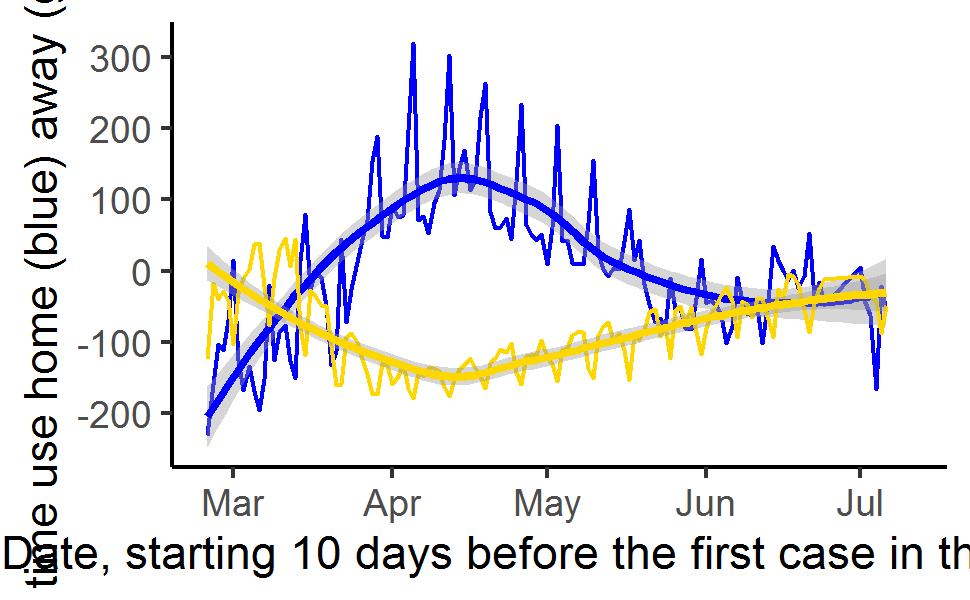 time use home (blue) away (
300
200
100
0
-100
-200
Mar Apr May Jun Jul
Date, starting 10 days before the first case in th